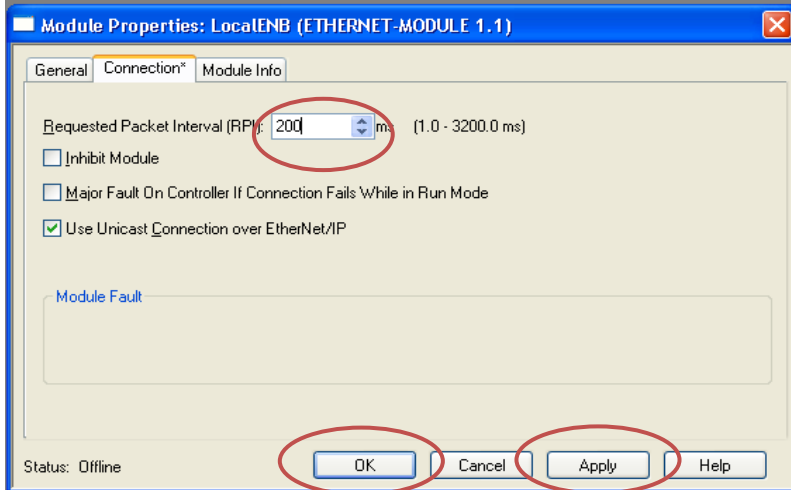 Module Properties: LocalENB (ETHERNET-MODULE 1.1)
General Connection* Module Info
Requested Packet Interval (RPI): 200 ms (1.0 - 3200.0 ms)
Inhibit Module
Major Fault On Controller If Connection Fails While in Run Mode
Use Unicast Connection over EtherNet/IP
Module Fault
Status: Offline OK Cancel Apply Help